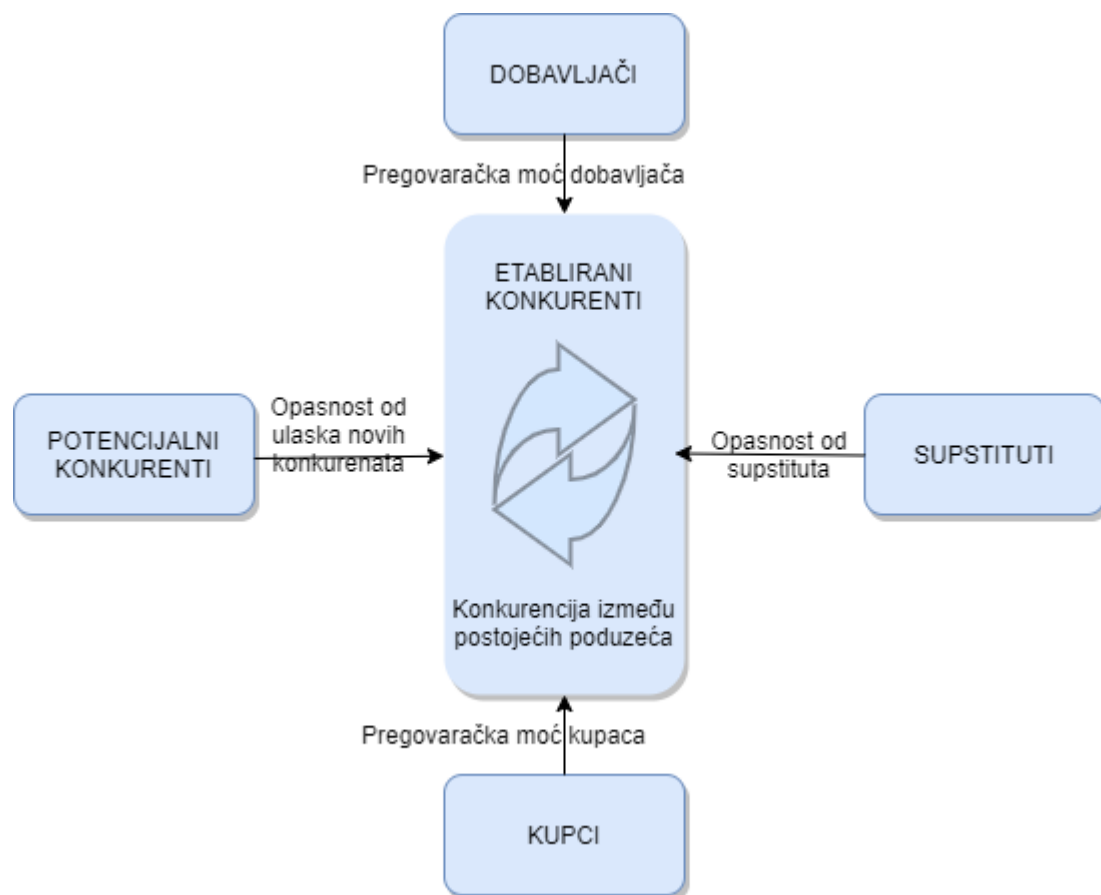 DOBAVLJAČI
Pregovaračka moć dobavljača
ETABLIRANI
KONKURENTI
POTENCIJALNI
KONKURENTI
Opasnost od
ulaska novih
konkurenata
Opasnost od
supstituta
SUPSTITUTI
Konkurencija između
postojećih poduzeća
Pregovaračka moć kupaca
KUPCI